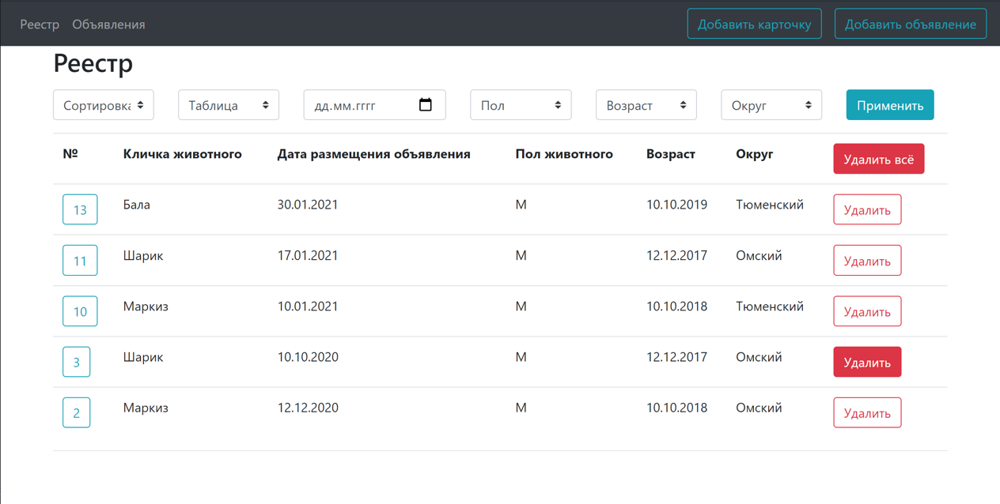 Реестр Объявления Добавить карточку Добавить объявление
Реестр
Сортировка Таблица дд.мм.гггг Пол Возраст Округ Применить
№ Кличка животного Дата размещения объявления Пол животного Возраст Округ Удалить всё
13 Бала 30.01.2021 М 10.10.2019 Тюменский Удалить
11 Шарик 17.01.2021 М 12.12.2017 Омский Удалить
10 Маркиз 10.01.2021 М 10.10.2018 Тюменский Удалить
3 Шарик 10.10.2020 М 12.12.2017 Омский Удалить
2 Маркиз 12.12.2020 М 10.10.2018 Омский Удалить